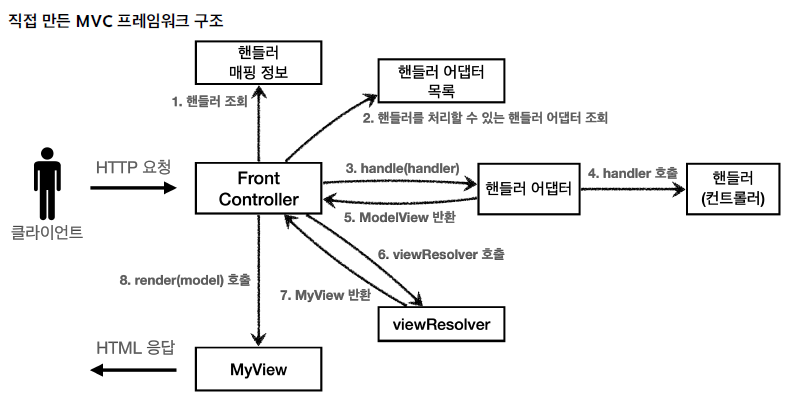 직접 만든 MVC 프레임워크 구조
핸들러
매핑 정보
핸들러 어댑터
목록
1. 핸들러 조회
2. 핸들러를 처리할 수 있는 핸들러 어댑터 조회
HTTP 요청
클라이언트
Front
Controller
3. handle(handler)
핸들러 어댑터
4. handler 호출
핸들러
(컨트롤러)
5. ModelView 반환
6. viewResolver 호출
7. MyView 반환
8. render(model) 호출
viewResolver
HTML 응답
MyView